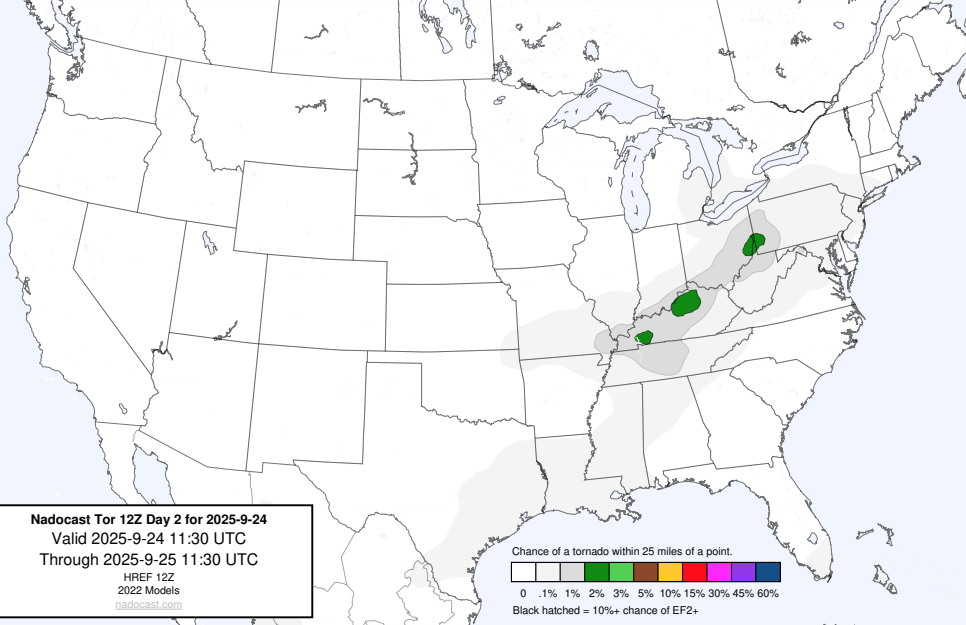 Nadocast Tor 12Z Day 2 for 2025-9-24
Valid 2025-9-24 11:30 UTC
Through 2025-9-25 11:30 UTC
HREF 12Z
2022 Models
nadocast.com
Chance of a tornado within 25 miles of a point.
0 .1% 1% 2% 3% 5% 10% 15% 30% 45% 60%
Black hatched = 10%+ chance of EF2+